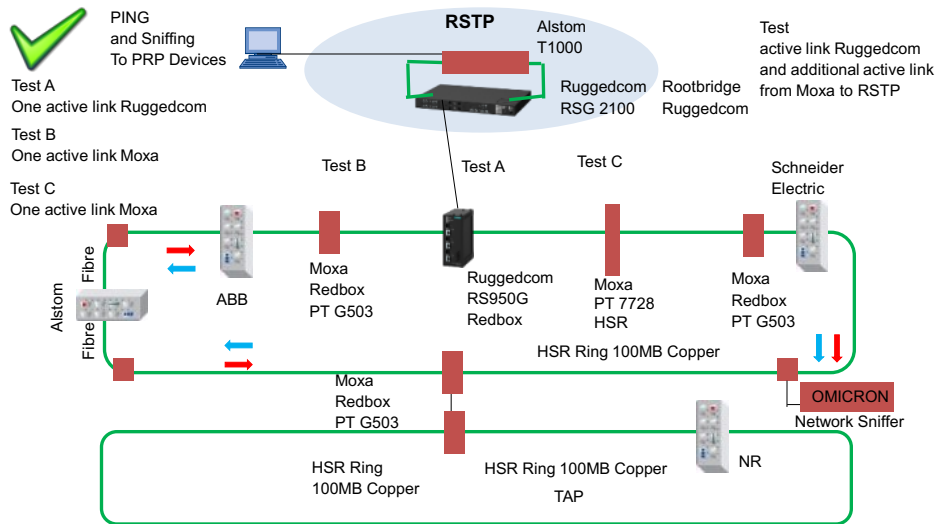 PING
and Sniffing
To PRP Devices
RSTP
Alstom
T1000
Test
active link Ruggedcom
and additional active link
from Moxa to RSTP
Ruggedcom
RSG 2100
Rootbridge
Ruggedcom
Test A
One active link Ruggedcom
Test B
One active link Moxa
Test C
One active link Moxa
Test B
Test A
Test C
Schneider
Electric
Fibre
Alstom
Fibre
ABB
Moxa
Redbox
PT G503
Ruggedcom
RS950G
Redbox
Moxa
PT 7728
HSR
Moxa
Redbox
PT G503
HSR Ring 100MB Copper
Moxa
Redbox
PT G503
OMICRON
Network Sniffer
HSR Ring
100MB Copper
HSR Ring 100MB Copper
TAP
NR